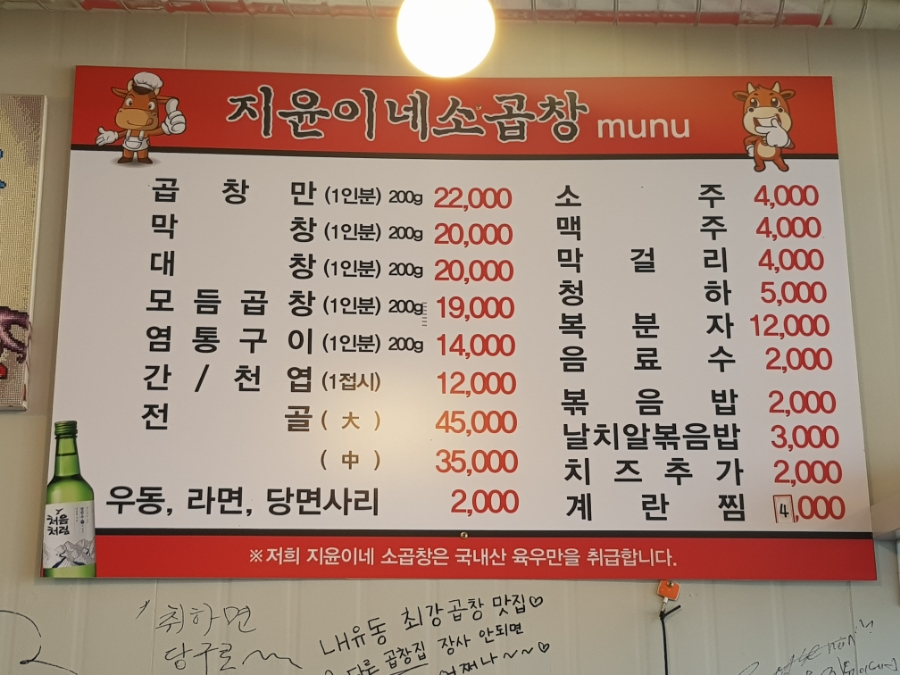 지윤이네소곱창 munu
곱창만 (1인분) 200g 22,000
막창 (1인분) 200g 20,000
대창 (1인분) 200g 20,000
모듬곱창 (1인분) 200g 19,000
염통구이 (1인분) 200g 14,000
간/천엽 (1접시) 12,000
전골 (大) 45,000
(中) 35,000
우동, 라면, 당면사리 2,000
소주 4,000
맥주 4,000
막걸리 4,000
청하 5,000
복분자 12,000
음료수 2,000
볶음밥 2,000
날치알볶음밥 3,000
치즈추가 2,000
계란찜 4,000
처음
처럼
※저희 지윤이네 소곱창은 국내산 육우만을 취급합니다.
취하면
당구로
내유동 최강곱창 맛집♡
다른 곱창집 장사 안되면
어쩌나~~♡